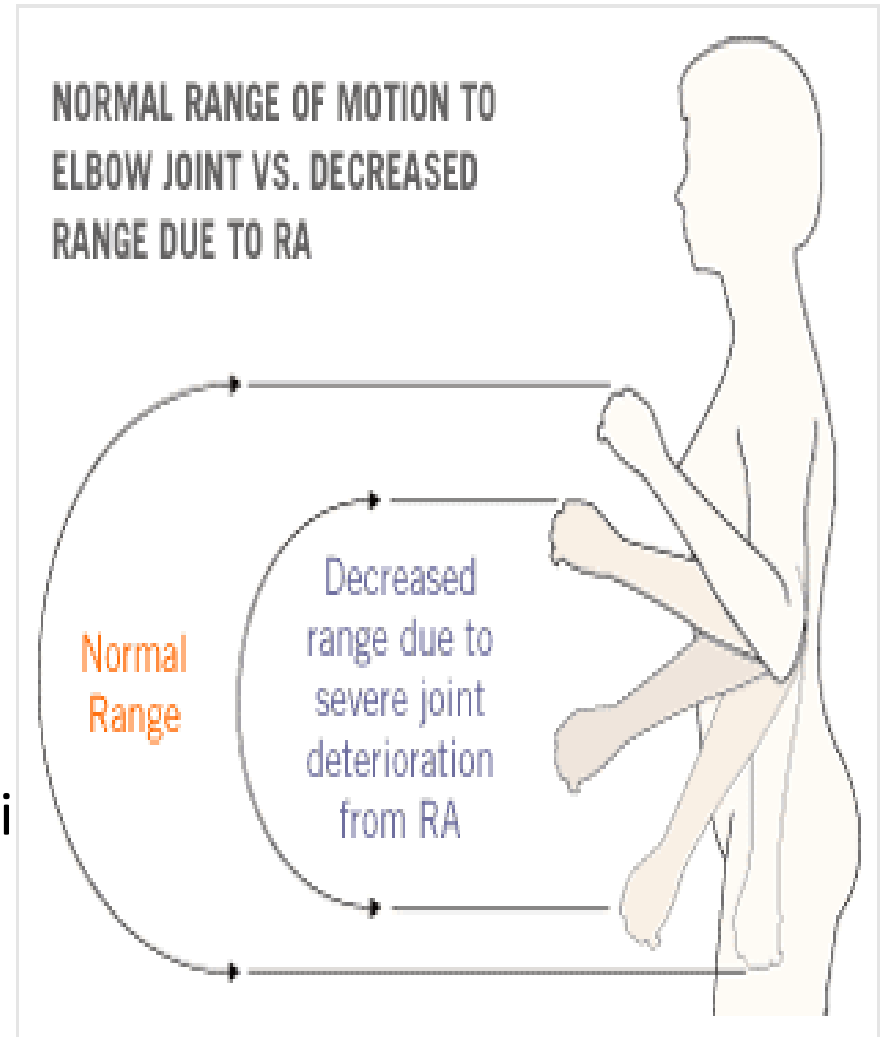 NORMAL RANGE OF MOTION TO
ELBOW JOINT VS. DECREASED
RANGE DUE TO RA
Decreased
range due to
severe joint
deterioration
from RA
Normal
Range
i